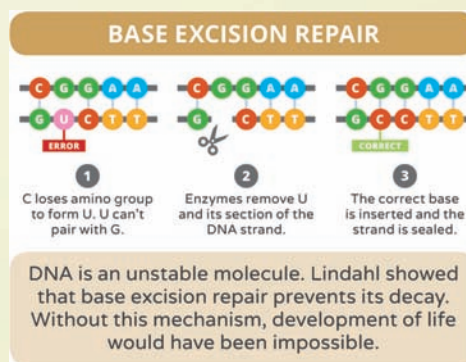 BASE EXCISION REPAIR
C G G A A
G U C T T
ERROR
C G G A A
G C T T
C G G A A
G C C T T
CORRECT
1
C loses amino group
to form U. U can't
pair with G.
2
Enzymes remove U
and its section of the
DNA strand.
3
The correct base
is inserted and the
strand is sealed.
DNA is an unstable molecule. Lindahl showed
that base excision repair prevents its decay.
Without this mechanism, development of life
would have been impossible.